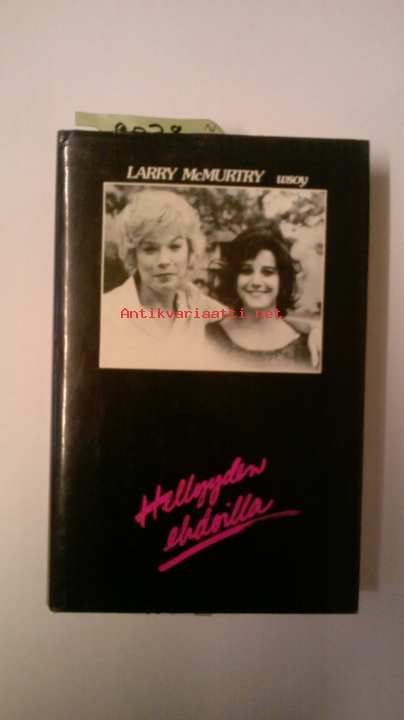 LARRY McMURTRY wsoy
Antikvariaatti.net
Hellyyden
ehdoilla